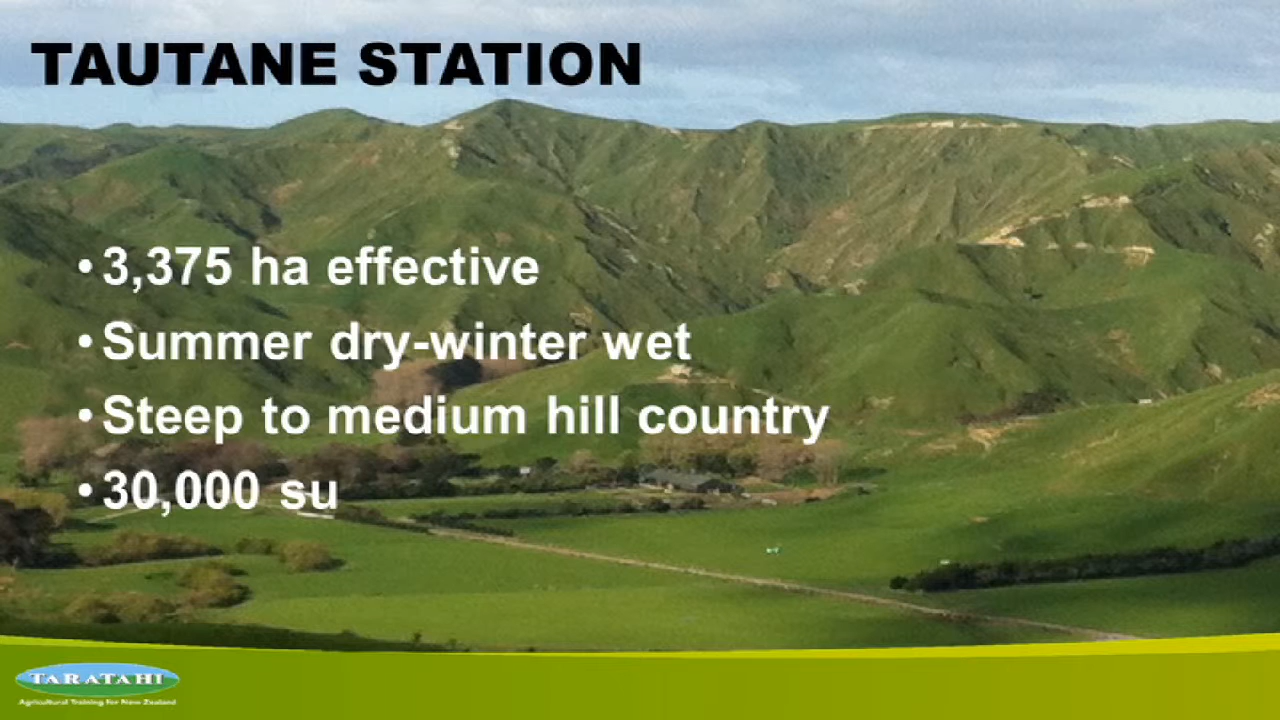 TAUTANE STATION
• 3,375 ha effective
• Summer dry-winter wet
• Steep to medium hill country
• 30,000 su
TARATAHI
Agricultural Training for New Zealand